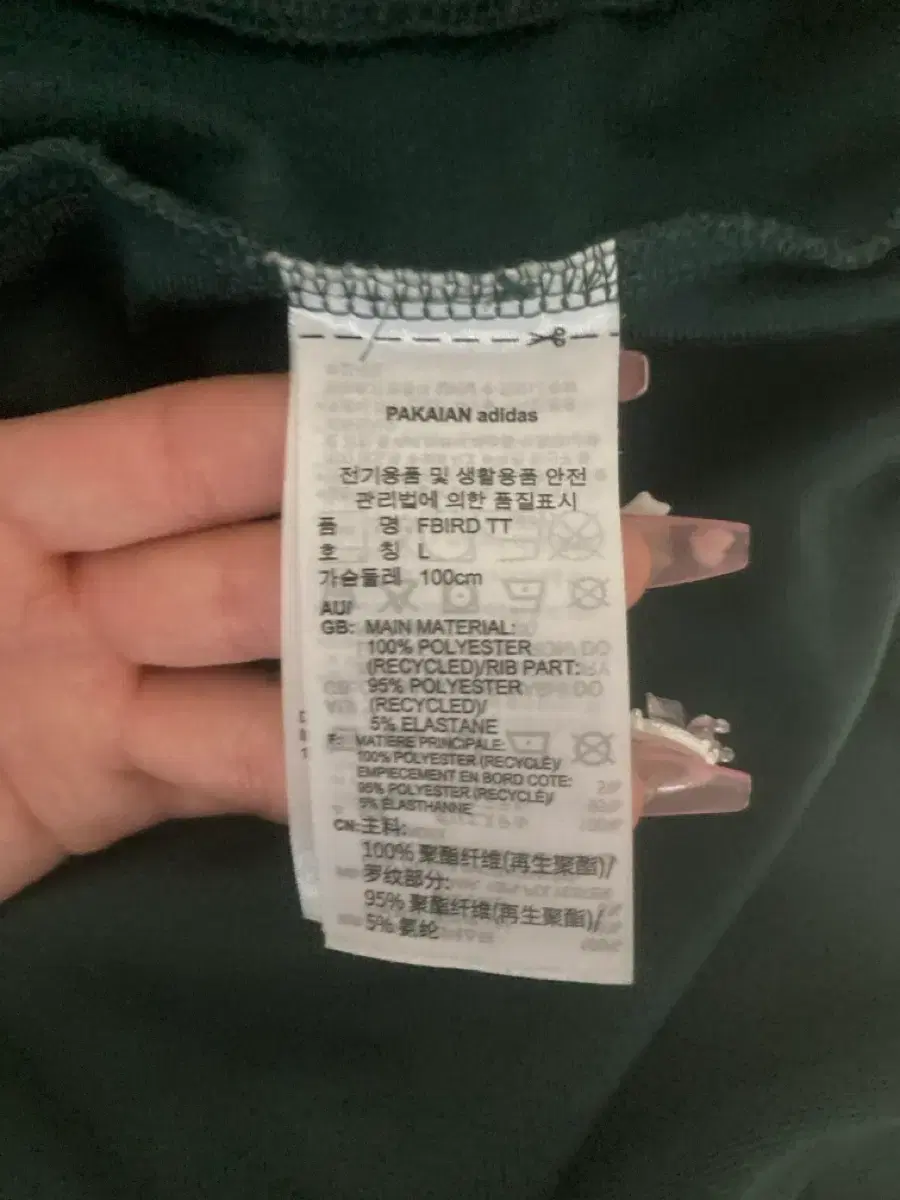 PAKAIAN adidas
전기용품 및 생활용품 안전
관리법에 의한 품질표시
품 명 FBIRD TT
호 칭 L
가슴둘레 100cm
AU/
GB: MAIN MATERIAL:
100% POLYESTER
(RECYCLED)/RIB PART:
95% POLYESTER
(RECYCLED)/
5% ELASTANE
F: MATIÈRE PRINCIPALE:
100% POLYESTER (RECYCLÉ)/
EMPIECEMENT EN BORD COTE:
95% POLYESTER (RECYCLÉ)/
5% ÉLASTHANNE
CN:主料:
100% 聚酯纤维(再生聚酯)/
罗纹部分:
95% 聚酯纤维(再生聚酯)/
5% 氨纶